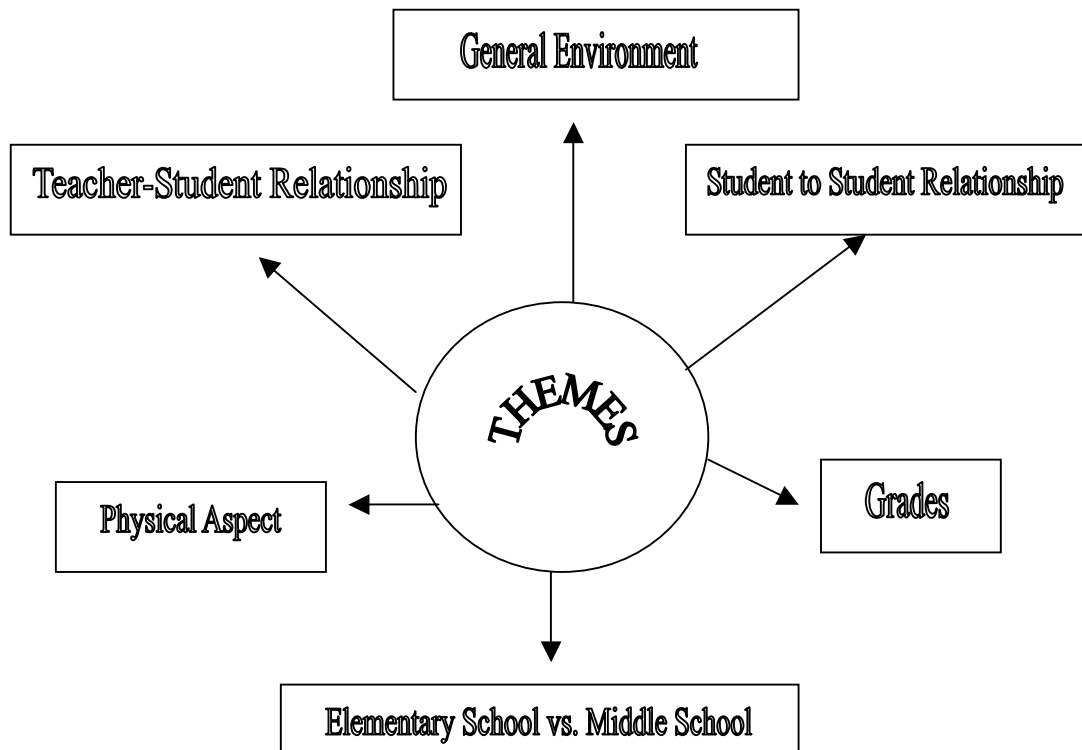 General Environment
Teacher-Student Relationship
Student to Student Relationship
THEMES
Physical Aspect
Grades
Elementary School vs. Middle School